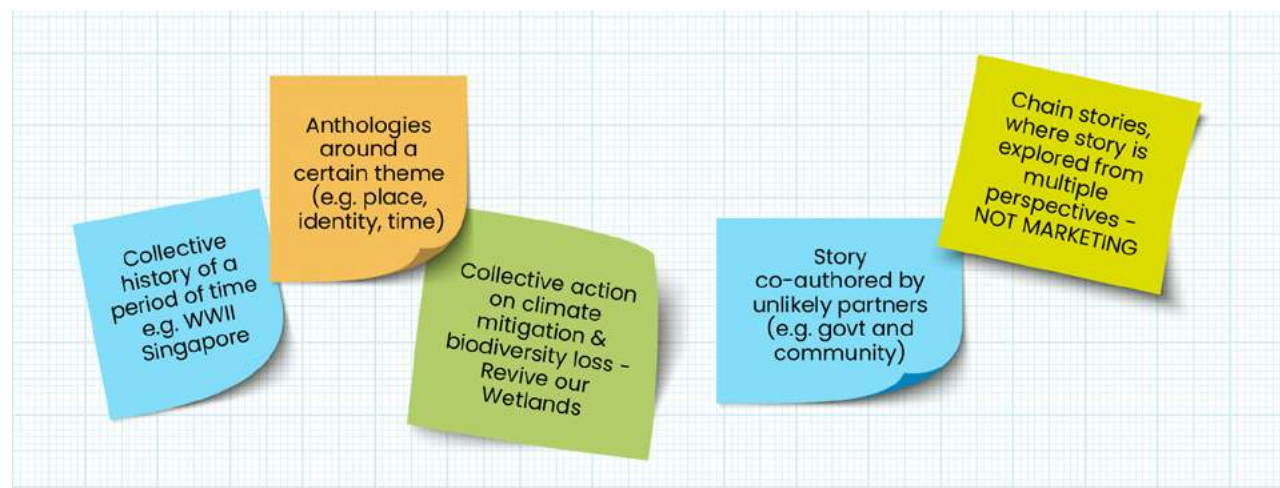 Collective
history of a
period of time
e.g. WWII
Singapore
Anthologies
around a
certain theme
(e.g. place,
identity, time)
Collective action
on climate
mitigation &
biodiversity loss -
Revive our
Wetlands
Story
co-authored by
unlikely partners
(e.g. govt and
community)
Chain stories,
where story is
explored from
multiple
perspectives -
NOT MARKETING